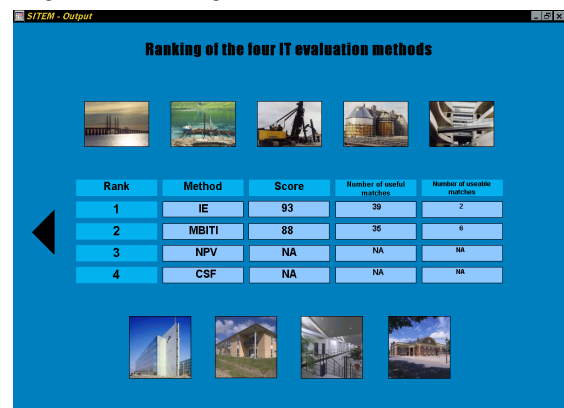 SITEM - Output
Ranking of the four IT evaluation methods
Rank Method Score Number of useful matches Number of useable matches
1 IE 93 39 2
2 MBITI 88 35 6
3 NPV NA NA NA
4 CSF NA NA NA